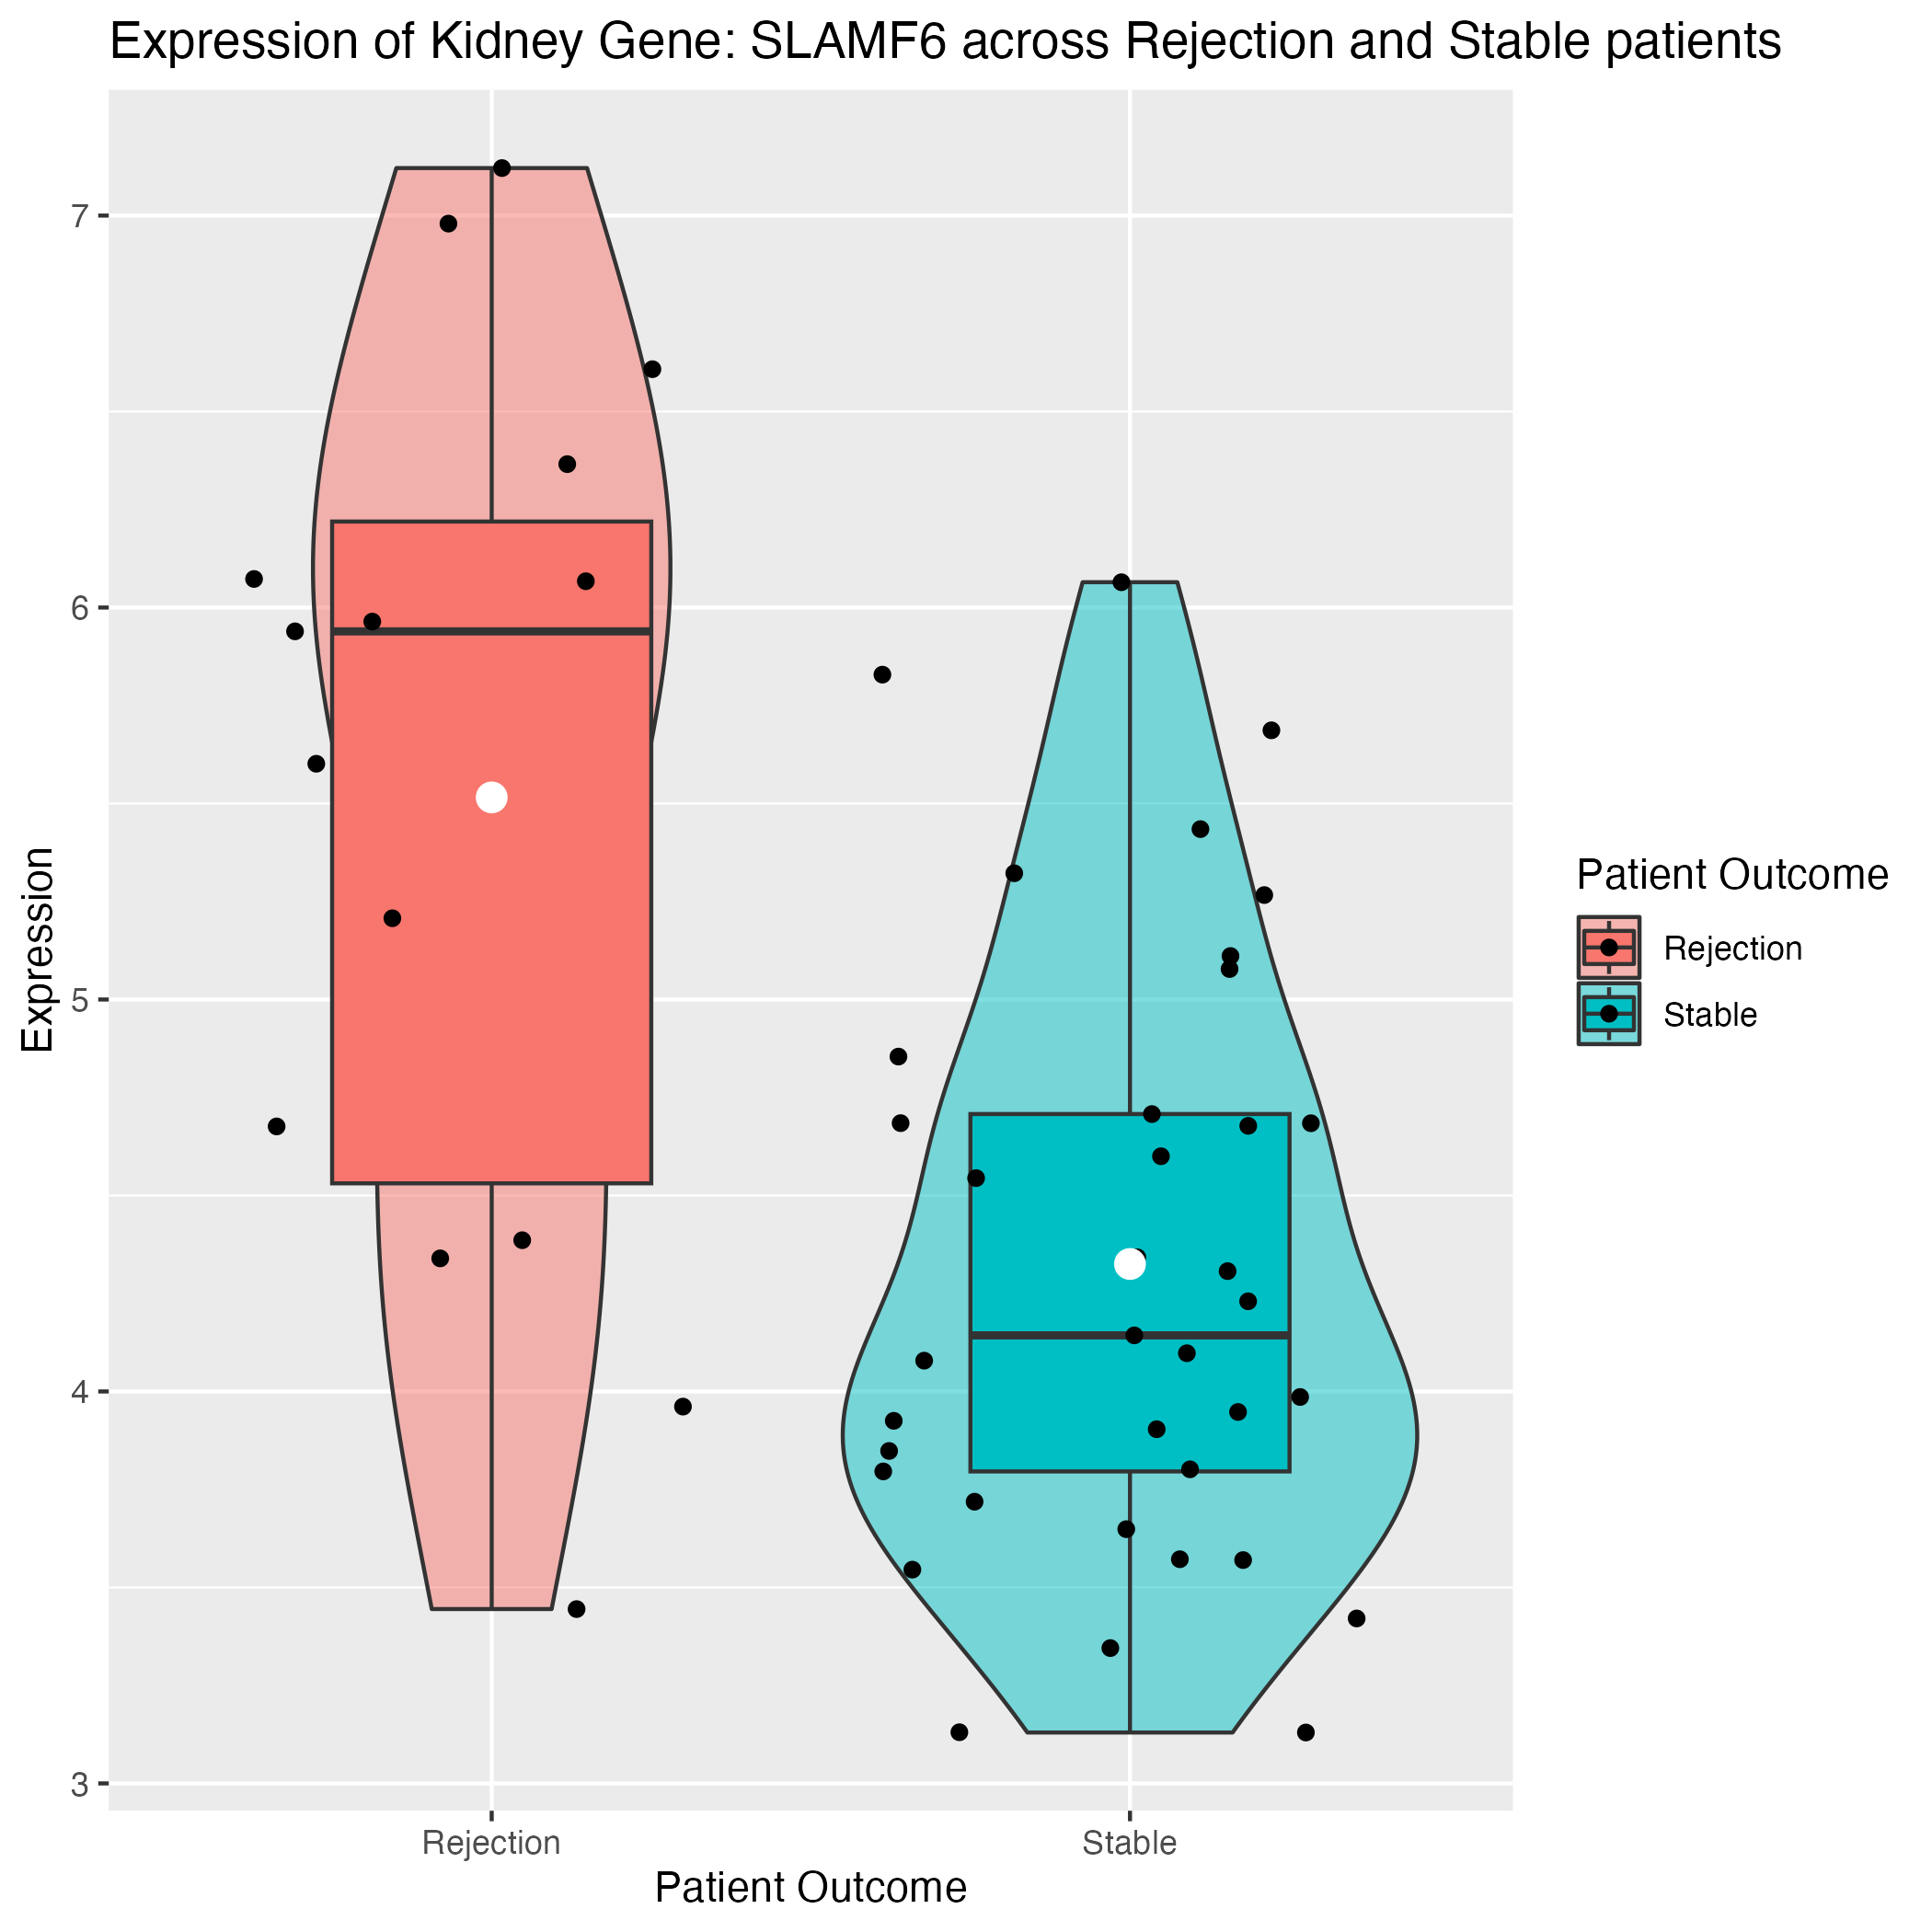 Expression of Kidney Gene: SLAMF6 across Rejection and Stable patients
7
6
5
4
3
Expression
Rejection
Stable
Patient Outcome
Patient Outcome
Rejection
Stable